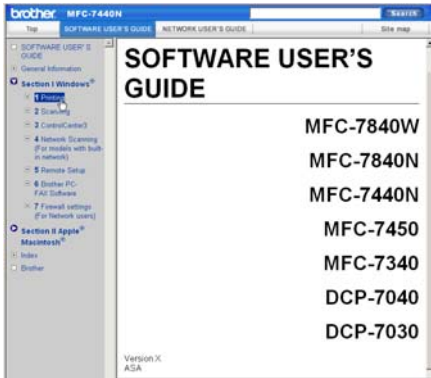 brother MFC-7440N Search
Top SOFTWARE USER'S GUIDE NETWORK USER'S GUIDE Site map
SOFTWARE USER' S
GUIDE
General Information
Section I Windows®
1 Printing
2 Scanning
3 ControlCenter3
4 Network Scanning
(For models with built-
in network)
5 Remote Setup
6 Brother PC-
FAX Software
7 Firewall settings
(For Network users)
Section II Apple®
Macintosh®
Index
Brother
SOFTWARE USER'S
GUIDE
MFC-7840W
MFC-7840N
MFC-7440N
MFC-7450
MFC-7340
DCP-7040
DCP-7030
Version X
ASA